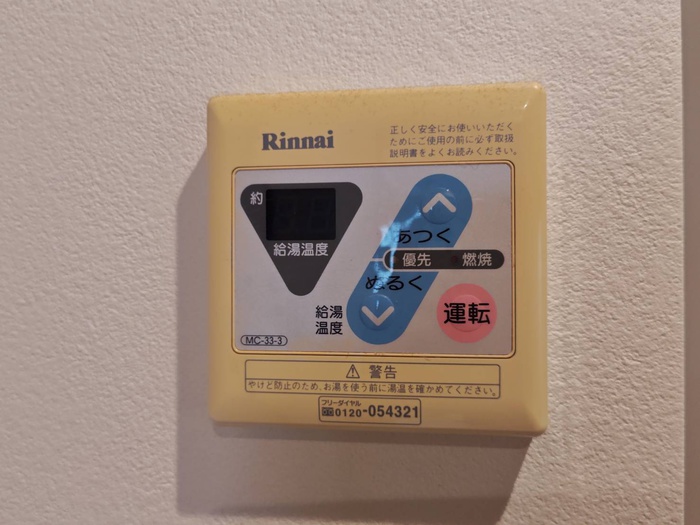 Rinnai
正しく安全にお使いいただく
ためにご使用の前に必ず取扱
説明書をよくお読みください。
約
給湯温度
あつく
優先 燃焼
ぬるく
給湯
温度
運転
MC-33-3
⚠ 警告
やけど防止のため、お湯を使う前に湯温を確かめてください。
フリーダイヤル
0120-054321